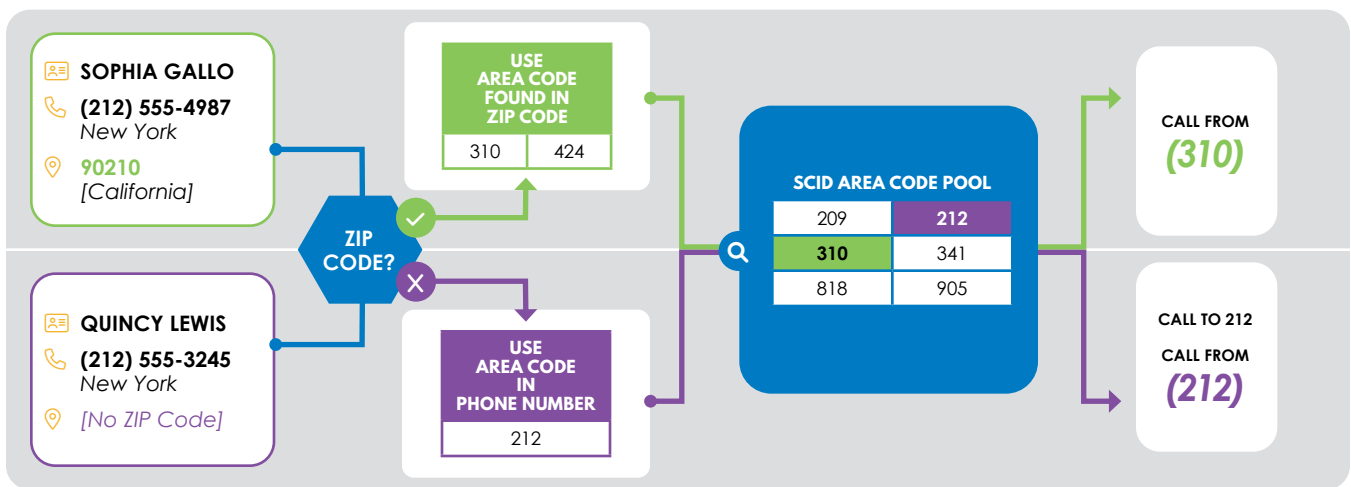 SOPHIA GALLO
(212) 555-4987
New York
90210
[California]
QUINCY LEWIS
(212) 555-3245
New York
[No ZIP Code]
ZIP
CODE?
USE
AREA CODE
FOUND IN
ZIP CODE
310 424
USE
AREA CODE
IN
PHONE NUMBER
212
SCID AREA CODE POOL
209 212
310 341
818 905
CALL FROM
(310)
CALL TO 212
CALL FROM
(212)